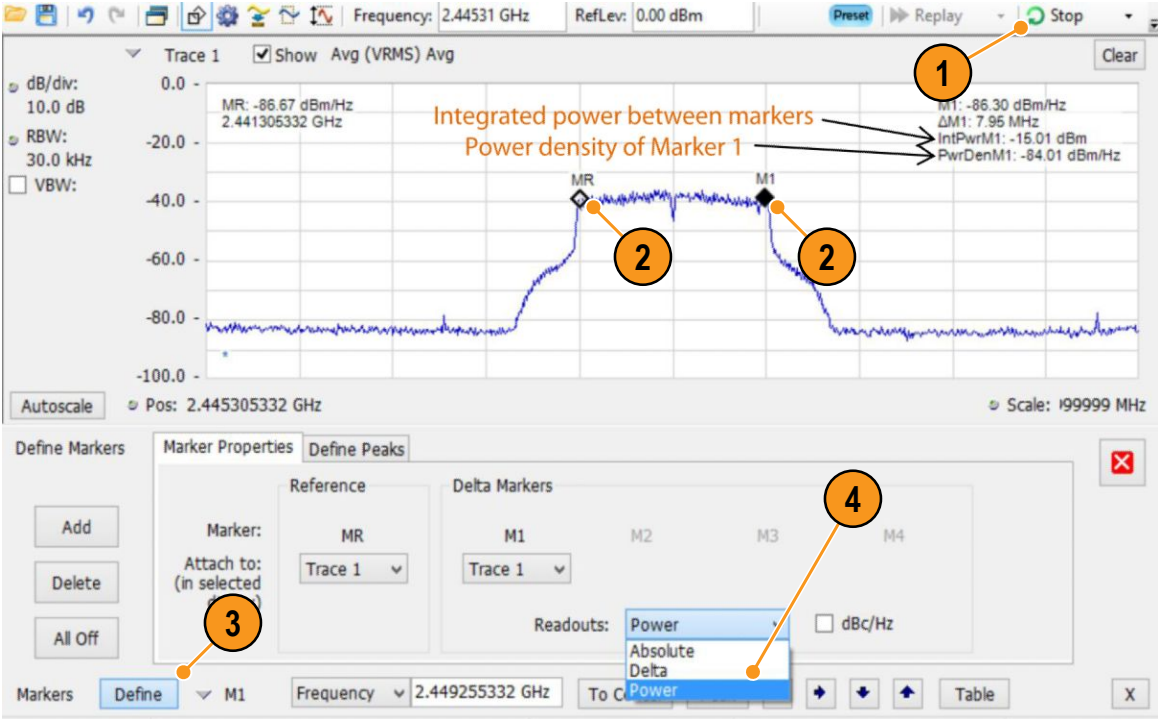 Frequency: 2.44531 GHz RefLev: 0.00 dBm Preset Replay Stop
1
Trace 1 Show Avg (VRMS) Avg Clear
dB/div:
10.0 dB
RBW:
30.0 kHz
VBW:
0.0
-20.0
-40.0
-60.0
-80.0
-100.0
MR: -86.67 dBm/Hz
2.441305332 GHz
Integrated power between markers
Power density of Marker 1
M1: -86.30 dBm/Hz
ΔM1: 7.95 MHz
IntPwrM1: -15.01 dBm
PwrDenM1: -84.01 dBm/Hz
MR M1
2 2
*
Autoscale Pos: 2.445305332 GHz Scale: 99999 MHz
Define Markers Marker Properties Define Peaks
Reference Delta Markers
4
Add Marker: MR M1 M2 M3 M4
Attach to: Trace 1 Trace 1
Delete (in selected
3
All Off Readouts: Power dBc/Hz
Absolute
Delta
Power
Markers Define M1 Frequency 2.449255332 GHz To Table X